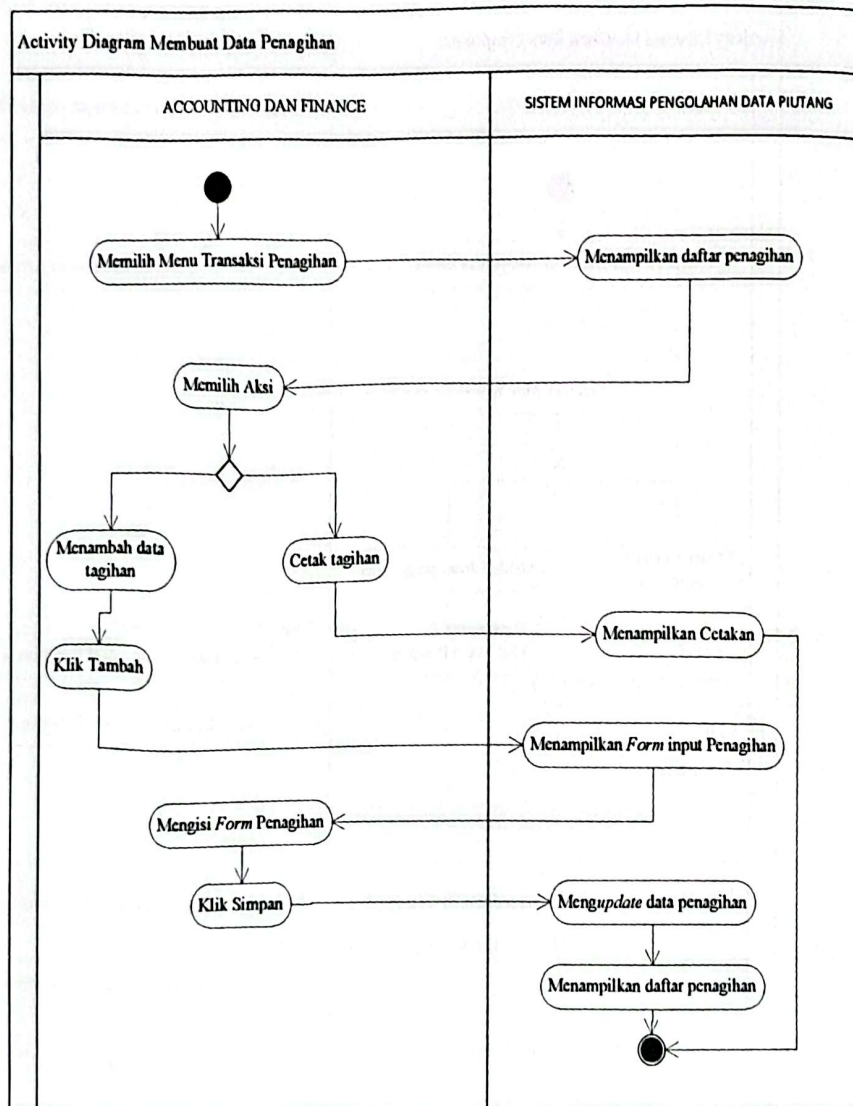 Activity Diagram Membuat Data Penagihan
ACCOUNTING DAN FINANCE
SISTEM INFORMASI PENGOLAHAN DATA PIUTANG
Memilih Menu Transaksi Penagihan
Menampilkan daftar penagihan
Memilih Aksi
Menambah data
tagihan
Cetak tagihan
Menampilkan Cetakan
Klik Tambah
Menampilkan Form input Penagihan
Mengisi Form Penagihan
Klik Simpan
Mengupdate data penagihan
Menampilkan daftar penagihan